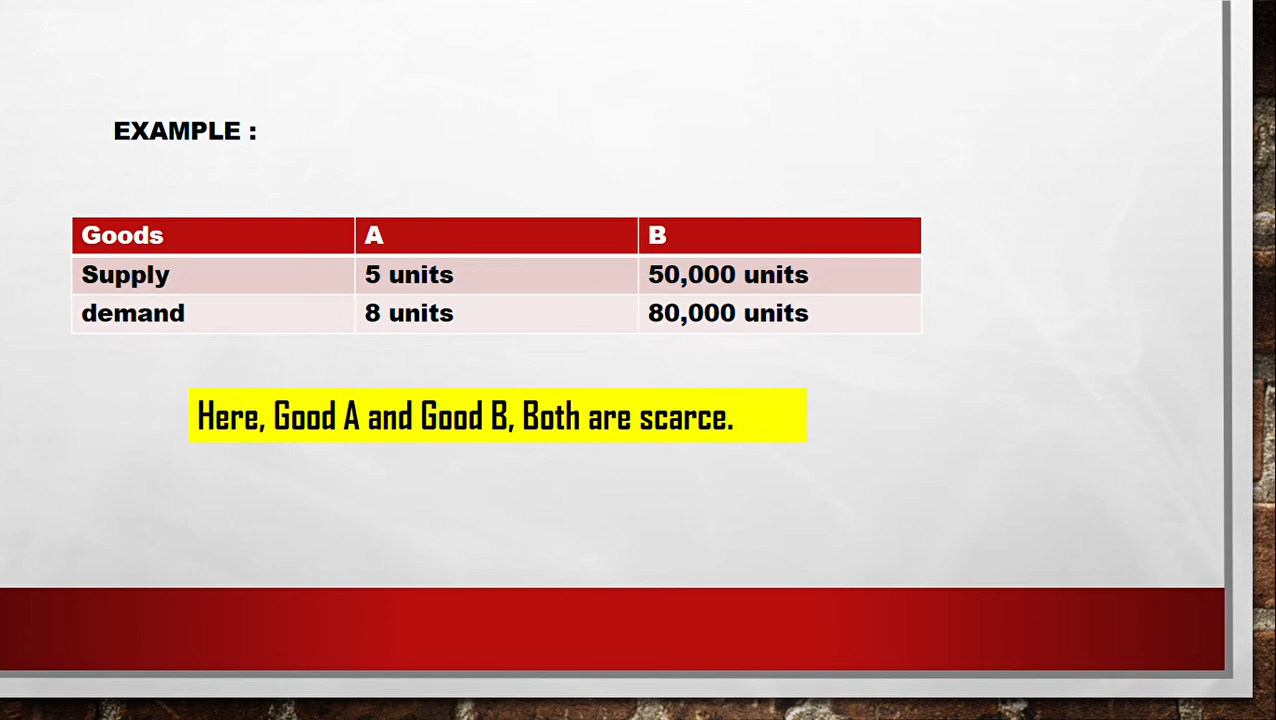 EXAMPLE :
Goods A B
Supply 5 units 50,000 units
demand 8 units 80,000 units
Here, Good A and Good B, Both are scarce.